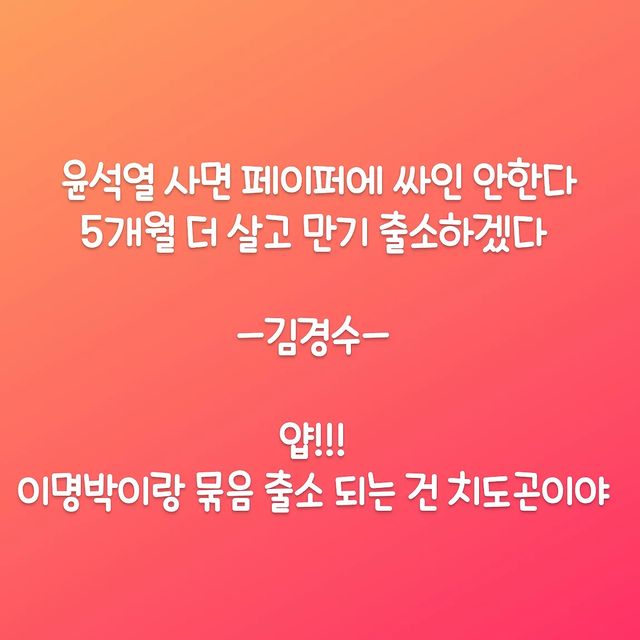 윤석열 사면 페이퍼에 싸인 안한다
5개월 더 살고 만기 출소하겠다
-김경수-
얍!!!
이명박이랑 묶음 출소 되는 건 치도곤이야